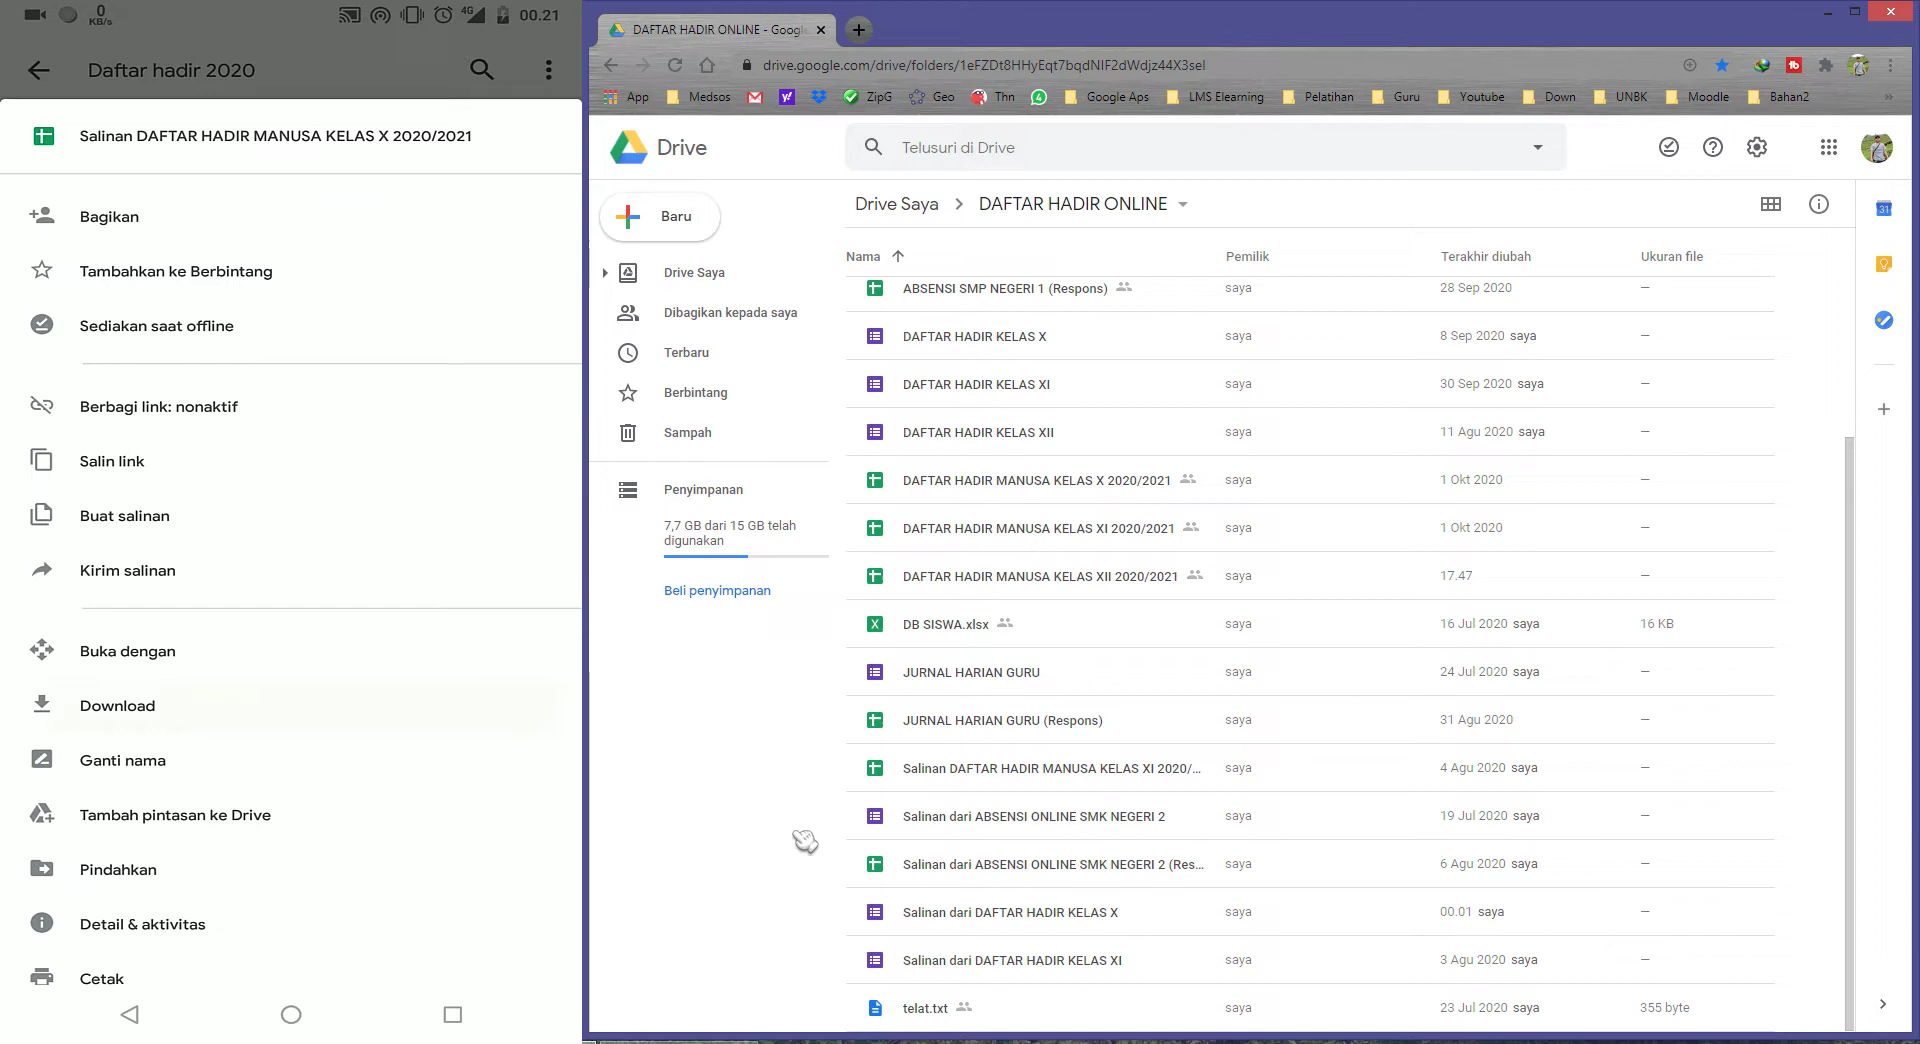 0
KB/s
4G
00.21
Daftar hadir 2020
Salinan DAFTAR HADIR MANUSA KELAS X 2020/2021
Bagikan
Tambahkan ke Berbintang
Sediakan saat offline
Berbagi link: nonaktif
Salin link
Buat salinan
Kirim salinan
Buka dengan
Download
Ganti nama
Tambah pintasan ke Drive
Pindahkan
Detail & aktivitas
Cetak
DAFTAR HADIR ONLINE - Googl
drive.google.com/drive/folders/1eFZDt8HHyEqt7bqdNIF2dWdjz44X3sel
App
Medsos
ZipG
Geo
Thn
4
Google Aps
LMS Elearning
Pelatihan
Guru
Youtube
Down
UNBK
Moodle
Bahan2
Drive
Telusuri di Drive
Baru
Drive Saya
Dibagikan kepada saya
Terbaru
Berbintang
Sampah
Penyimpanan
7,7 GB dari 15 GB telah
digunakan
Beli penyimpanan
Drive Saya > DAFTAR HADIR ONLINE
31
Nama Pemilik Terakhir diubah Ukuran file
ABSENSI SMP NEGERI 1 (Respons) saya 28 Sep 2020 —
DAFTAR HADIR KELAS X saya 8 Sep 2020 saya —
DAFTAR HADIR KELAS XI saya 30 Sep 2020 saya —
DAFTAR HADIR KELAS XII saya 11 Agu 2020 saya —
DAFTAR HADIR MANUSA KELAS X 2020/2021 saya 1 Okt 2020 —
DAFTAR HADIR MANUSA KELAS XI 2020/2021 saya 1 Okt 2020 —
DAFTAR HADIR MANUSA KELAS XII 2020/2021 saya 17.47 —
DB SISWA.xlsx saya 16 Jul 2020 saya 16 KB
JURNAL HARIAN GURU saya 24 Jul 2020 saya —
JURNAL HARIAN GURU (Respons) saya 31 Agu 2020 —
Salinan DAFTAR HADIR MANUSA KELAS XI 2020/... saya 4 Agu 2020 saya —
Salinan dari ABSENSI ONLINE SMK NEGERI 2 saya 19 Jul 2020 saya —
Salinan dari ABSENSI ONLINE SMK NEGERI 2 (Res... saya 6 Agu 2020 saya —
Salinan dari DAFTAR HADIR KELAS X saya 00.01 saya —
Salinan dari DAFTAR HADIR KELAS XI saya 3 Agu 2020 saya —
telat.txt saya 23 Jul 2020 saya 355 byte